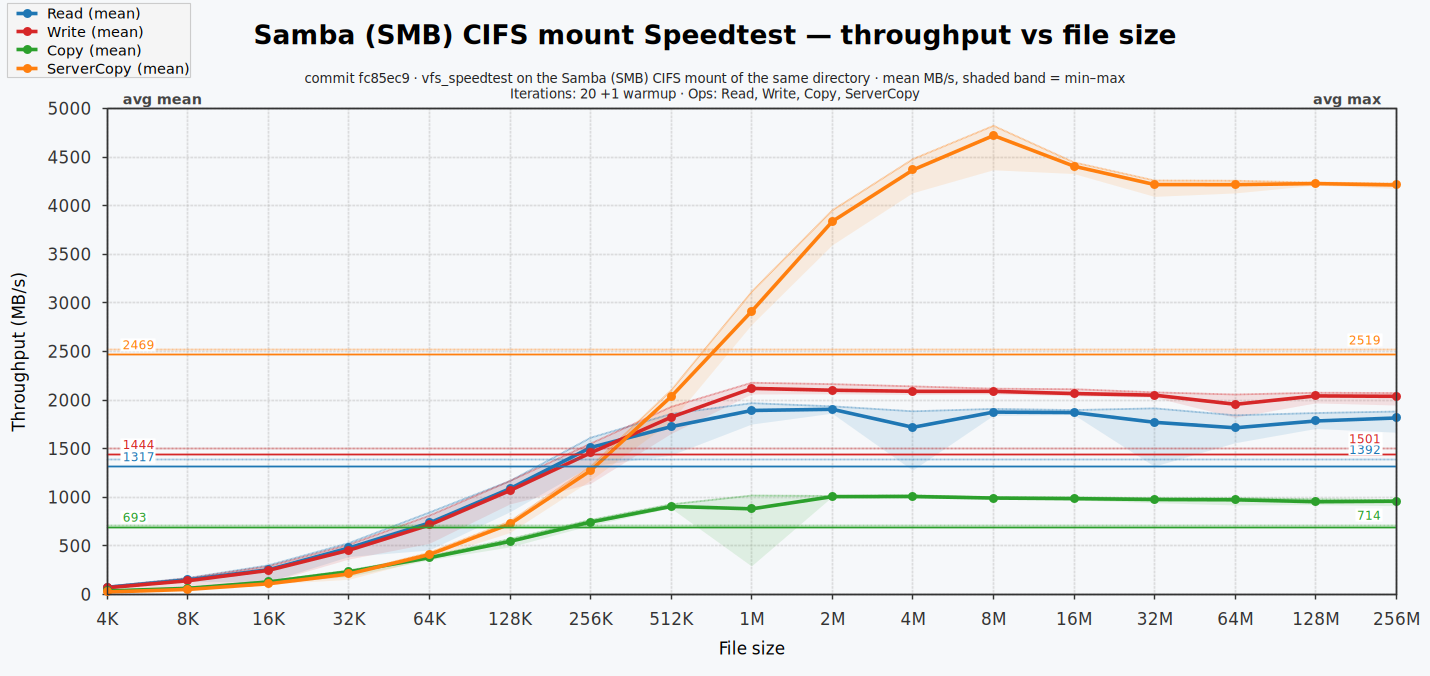 Read (mean)
Write (mean)
Copy (mean)
ServerCopy (mean)
Samba (SMB) CIFS mount Speedtest — throughput vs file size
commit fc85ec9 · vfs_speedtest on the Samba (SMB) CIFS mount of the same directory · mean MB/s, shaded band = min–max
Iterations: 20 +1 warmup · Ops: Read, Write, Copy, ServerCopy
avg mean
avg max
5000
4500
4000
3500
3000
2500
2000
1500
1000
500
0
2469
2519
1444
1501
1317
1392
693
714
Throughput (MB/s)
4K 8K 16K 32K 64K 128K 256K 512K 1M 2M 4M 8M 16M 32M 64M 128M 256M
File size